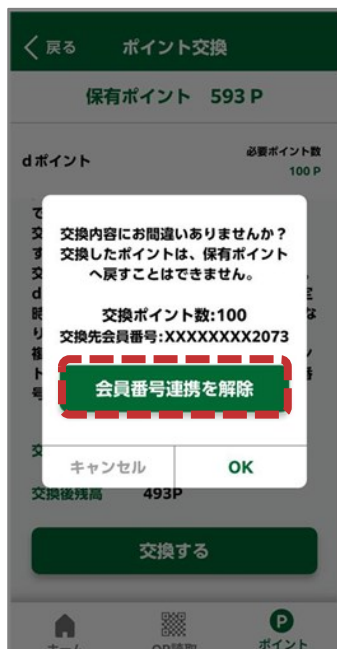 戻る ポイント交換
保有ポイント 593 P
dポイント
必要ポイント数
100 P
交換内容にお間違いありませんか?
交換したポイントは、保有ポイント
へ戻すことはできません。
交換ポイント数:100
交換先会員番号:XXXXXXXX2073
会員番号連携を解除
キャンセル OK
交換後残高 493P
交換する
ホーム QR読取 ポイント